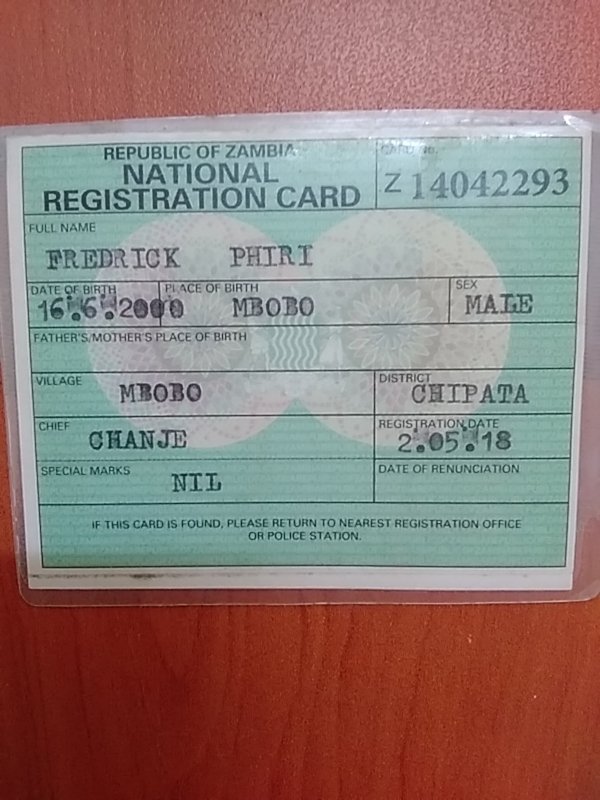 REPUBLIC OF ZAMBIA
NATIONAL
REGISTRATION CARD
CARD No.
Z 14042293
FULL NAME
FREDRICK PHIRI
DATE OF BIRTH PLACE OF BIRTH SEX
16.6.2000 MBOBO MALE
FATHER'S/MOTHER'S PLACE OF BIRTH
VILLAGE DISTRICT
MBOBO CHIPATA
CHIEF REGISTRATION DATE
CHANJE 2.05.18
SPECIAL MARKS DATE OF RENUNCIATION
NIL
IF THIS CARD IS FOUND, PLEASE RETURN TO NEAREST REGISTRATION OFFICE
OR POLICE STATION.